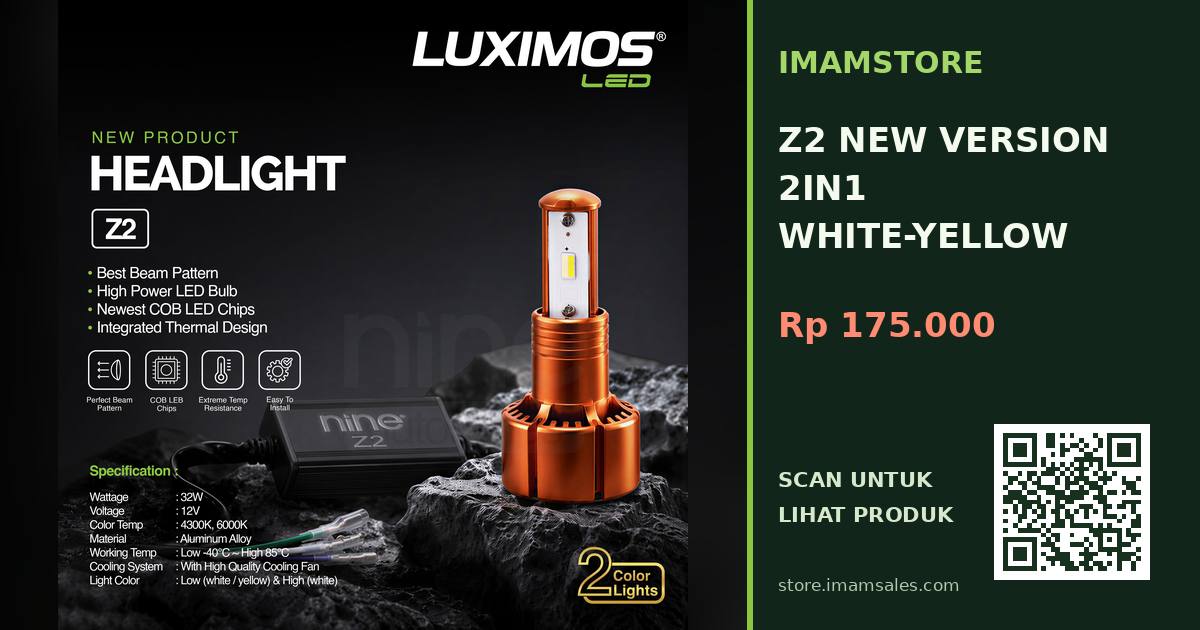 LUXIMOS®
LED
NEW PRODUCT
HEADLIGHT
Z2
• Best Beam Pattern
• High Power LED Bulb
• Newest COB LED Chips
• Integrated Thermal Design
Perfect Beam Pattern
COB LEB Chips
Extreme Temp Resistance
Easy To Install
nine
nine®
Z2
Specification :
Wattage : 32W
Voltage : 12V
Color Temp : 4300K, 6000K
Material : Aluminum Alloy
Working Temp : Low -40°C ~ High 85°C
Cooling System : With High Quality Cooling Fan
Light Color : Low (white / yellow) & High (white)
2 Color Lights
IMAMSTORE
Z2 NEW VERSION
2IN1
WHITE-YELLOW
Rp 175.000
SCAN UNTUK
LIHAT PRODUK
store.imamsales.com